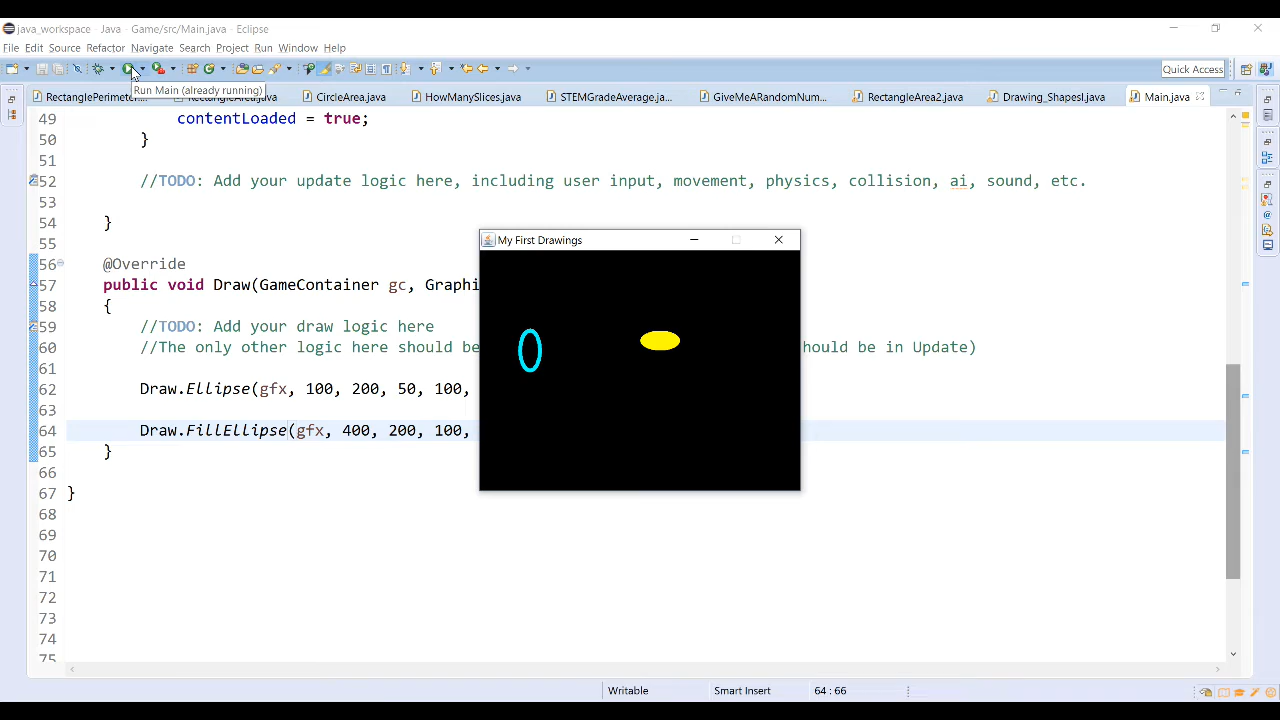 java_workspace - Java - Game/src/Main.java - Eclipse
File Edit Source Refactor Navigate Search Project Run Window Help
Quick Access
Run Main (already running)
RectanglePerimeter... RectangleArea.java CircleArea.java HowManySlices.java STEMGradeAverage.ja... GiveMeARandomNum... RectangleArea2.java Drawing_ShapesI.java Main.java
49 contentLoaded = true;
50 }
51
52 //TODO: Add your update logic here, including user input, movement, physics, collision, ai, sound, etc.
53
54 }
55
My First Drawings
56 @Override
57 public void Draw(GameContainer gc, Graphi
58 {
59 //TODO: Add your draw logic here
60 //The only other logic here should be hould be in Update)
61
62 Draw.Ellipse(gfx, 100, 200, 50, 100,
63
64 Draw.FillEllipse(gfx, 400, 200, 100,
65 }
66
67 }
68
69
70
71
72
73
74
75
Writable Smart Insert 64 : 66